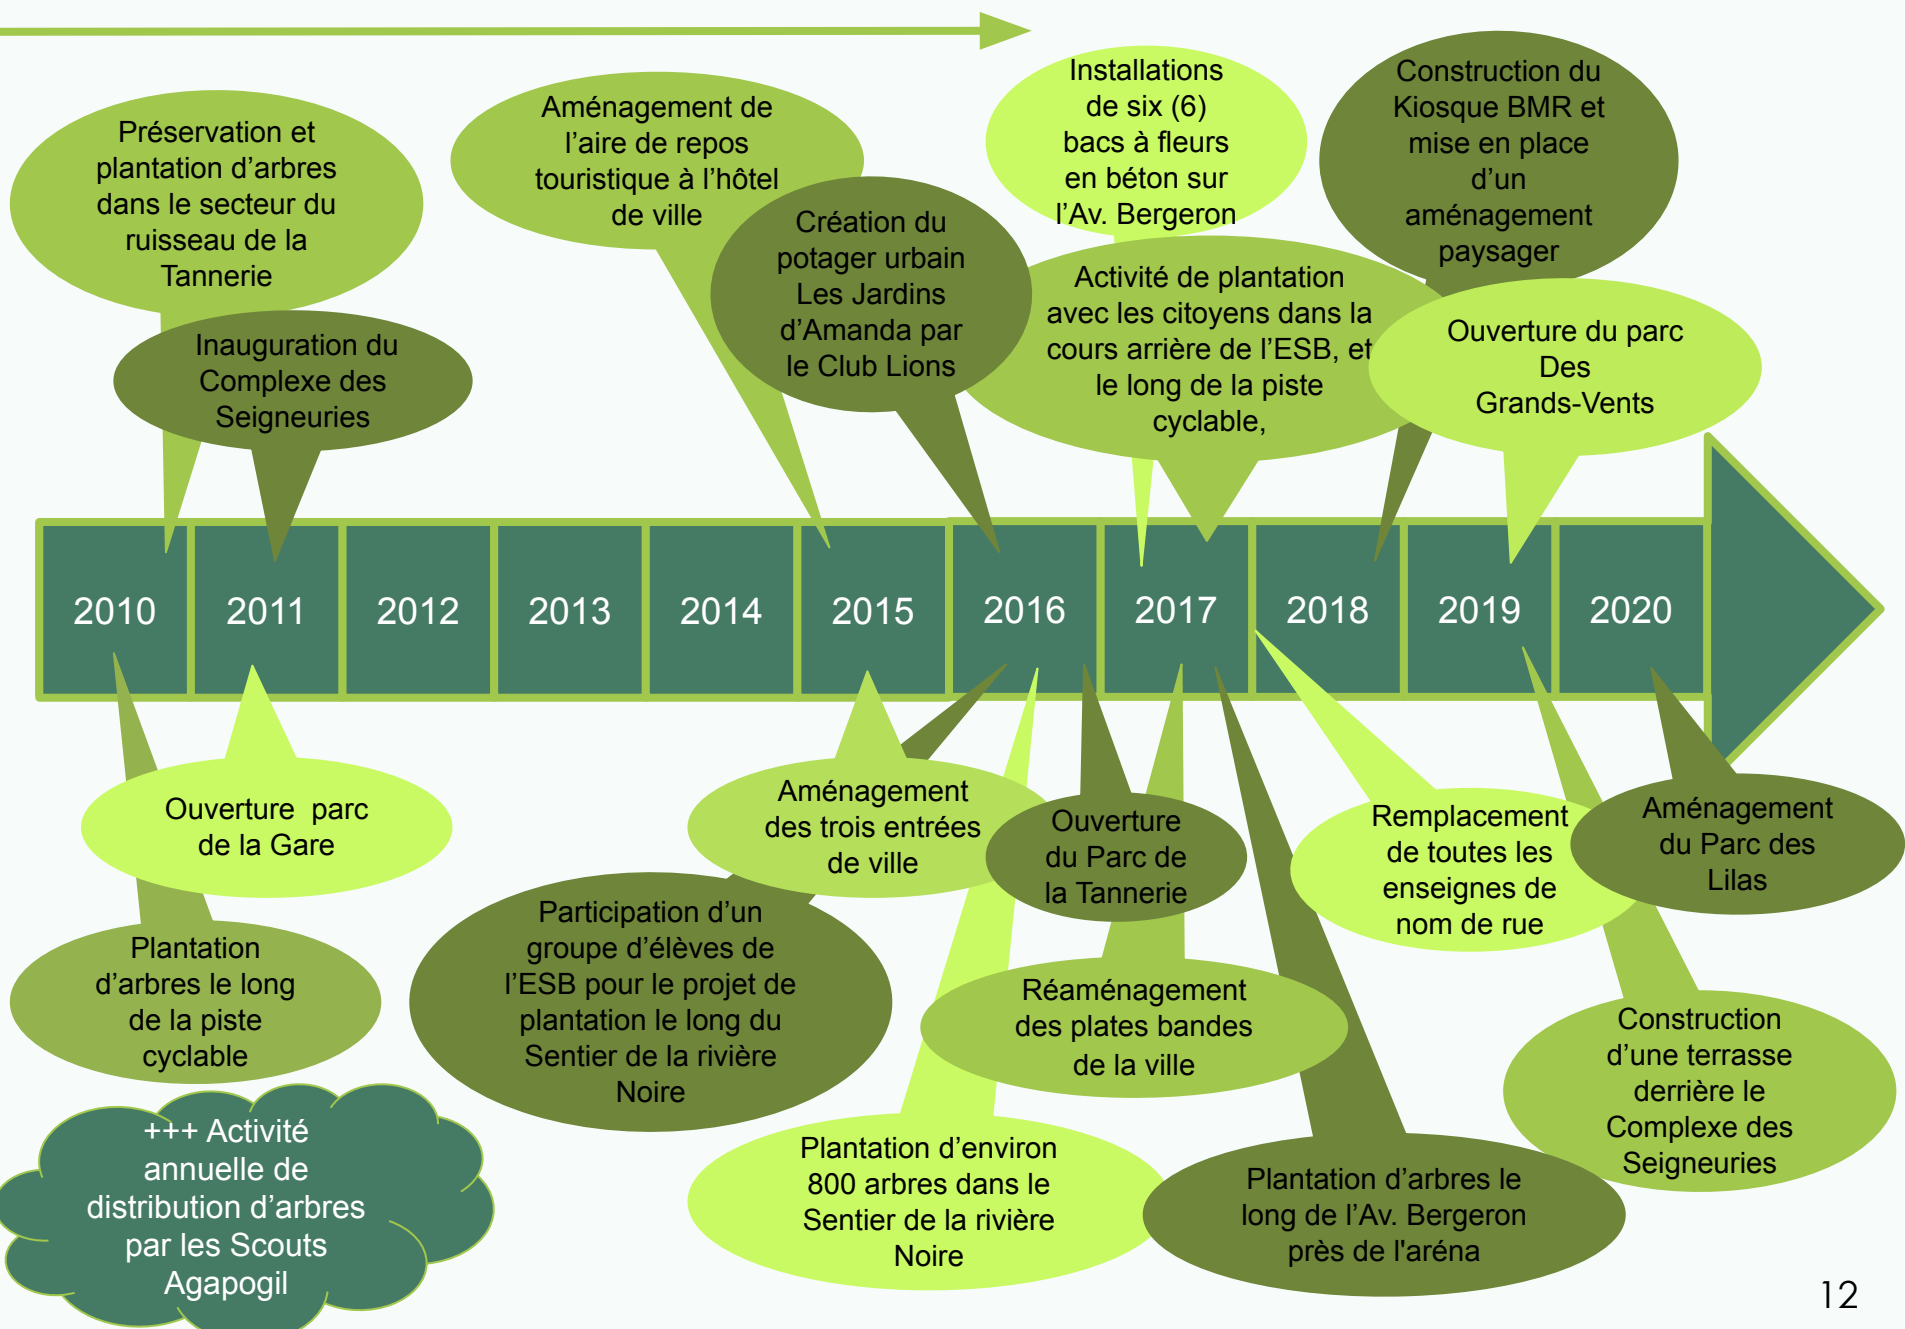 Préservation et
plantation d’arbres
dans le secteur du
ruisseau de la
Tannerie
Inauguration du
Complexe des
Seigneuries
Aménagement de
l’aire de repos
touristique à l’hôtel
de ville
Création du
potager urbain
Les Jardins
d’Amanda par
le Club Lions
Installations
de six (6)
bacs à fleurs
en béton sur
l’Av. Bergeron
Activité de plantation
avec les citoyens dans la
cours arrière de l’ESB, et
le long de la piste
cyclable,
Construction du
Kiosque BMR et
mise en place
d’un
aménagement
paysager
Ouverture du parc
Des
Grands-Vents
2010 2011 2012 2013 2014 2015 2016 2017 2018 2019 2020
Ouverture  parc
de la Gare
Plantation
d’arbres le long
de la piste
cyclable
Aménagement
des trois entrées
de ville
Participation d’un
groupe d’élèves de
l’ESB pour le projet de
plantation le long du
Sentier de la rivière
Noire
Ouverture
du Parc de
la Tannerie
Réaménagement
des plates bandes
de la ville
Plantation d’environ
800 arbres dans le
Sentier de la rivière
Noire
Remplacement
de toutes les
enseignes de
nom de rue
Plantation d’arbres le
long de l’Av. Bergeron
près de l'aréna
Aménagement
du Parc des
Lilas
Construction
d’une terrasse
derrière le
Complexe des
Seigneuries
+++ Activité
annuelle de
distribution d’arbres
par les Scouts
Agapogil
12